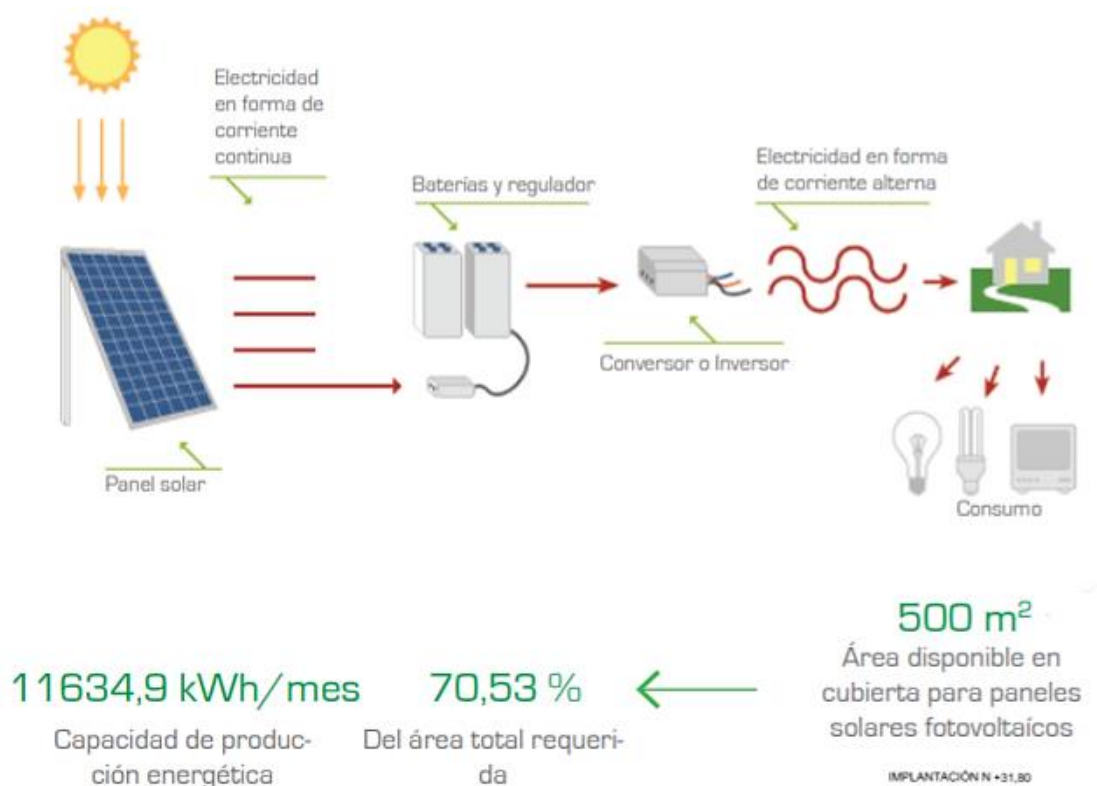 Electricidad
en forma de
corriente
continua
Baterías y regulador
Electricidad en forma
de corriente alterna
Conversor o Inversor
Panel solar
Consumo
500 m²
Área disponible en
cubierta para paneles
solares fotovoltaícos
11634,9 kWh/mes
Capacidad de produc-
ción energética
70,53 %
Del área total requeri-
da
IMPLANTACIÓN N +31,80